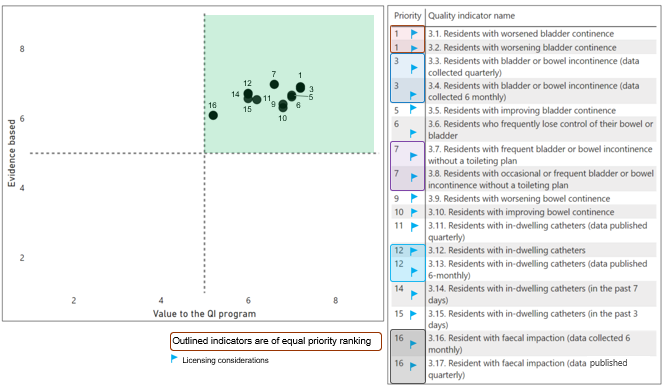 8
6
4
2
2
4
6
8
Evidence based
Value to the QI program
7
1
12
14
3
11
9
5
15
6
16
10
Outlined indicators are of equal priority ranking
Licensing considerations
Priority Quality indicator name
1 3.1. Residents with worsened bladder continence
1 3.2. Residents with worsening bladder continence
3 3.3. Residents with bladder or bowel incontinence (data
collected quarterly)
3 3.4. Residents with bladder or bowel incontinence (data
collected 6 monthly)
5 3.5. Residents with improving bladder continence
6 3.6. Residents who frequently lose control of their bowel or
bladder
7 3.7. Residents with frequent bladder or bowel incontinence
without a toileting plan
7 3.8. Residents with occasional or frequent bladder or bowel
incontinence without a toileting plan
9 3.9. Residents with worsening bowel continence
10 3.10. Residents with improving bowel continence
11 3.11. Residents with in-dwelling catheters (data published
quarterly)
12 3.12. Residents with in-dwelling catheters
12 3.13. Residents with in-dwelling catheters (data published
6-monthly)
14 3.14. Residents with in-dwelling catheters (in the past 7
days)
15 3.15. Residents with in-dwelling catheters (in the past 3
days)
16 3.16. Resident with faecal impaction (data collected 6
monthly)
16 3.17. Resident with faecal impaction (data published
quarterly)